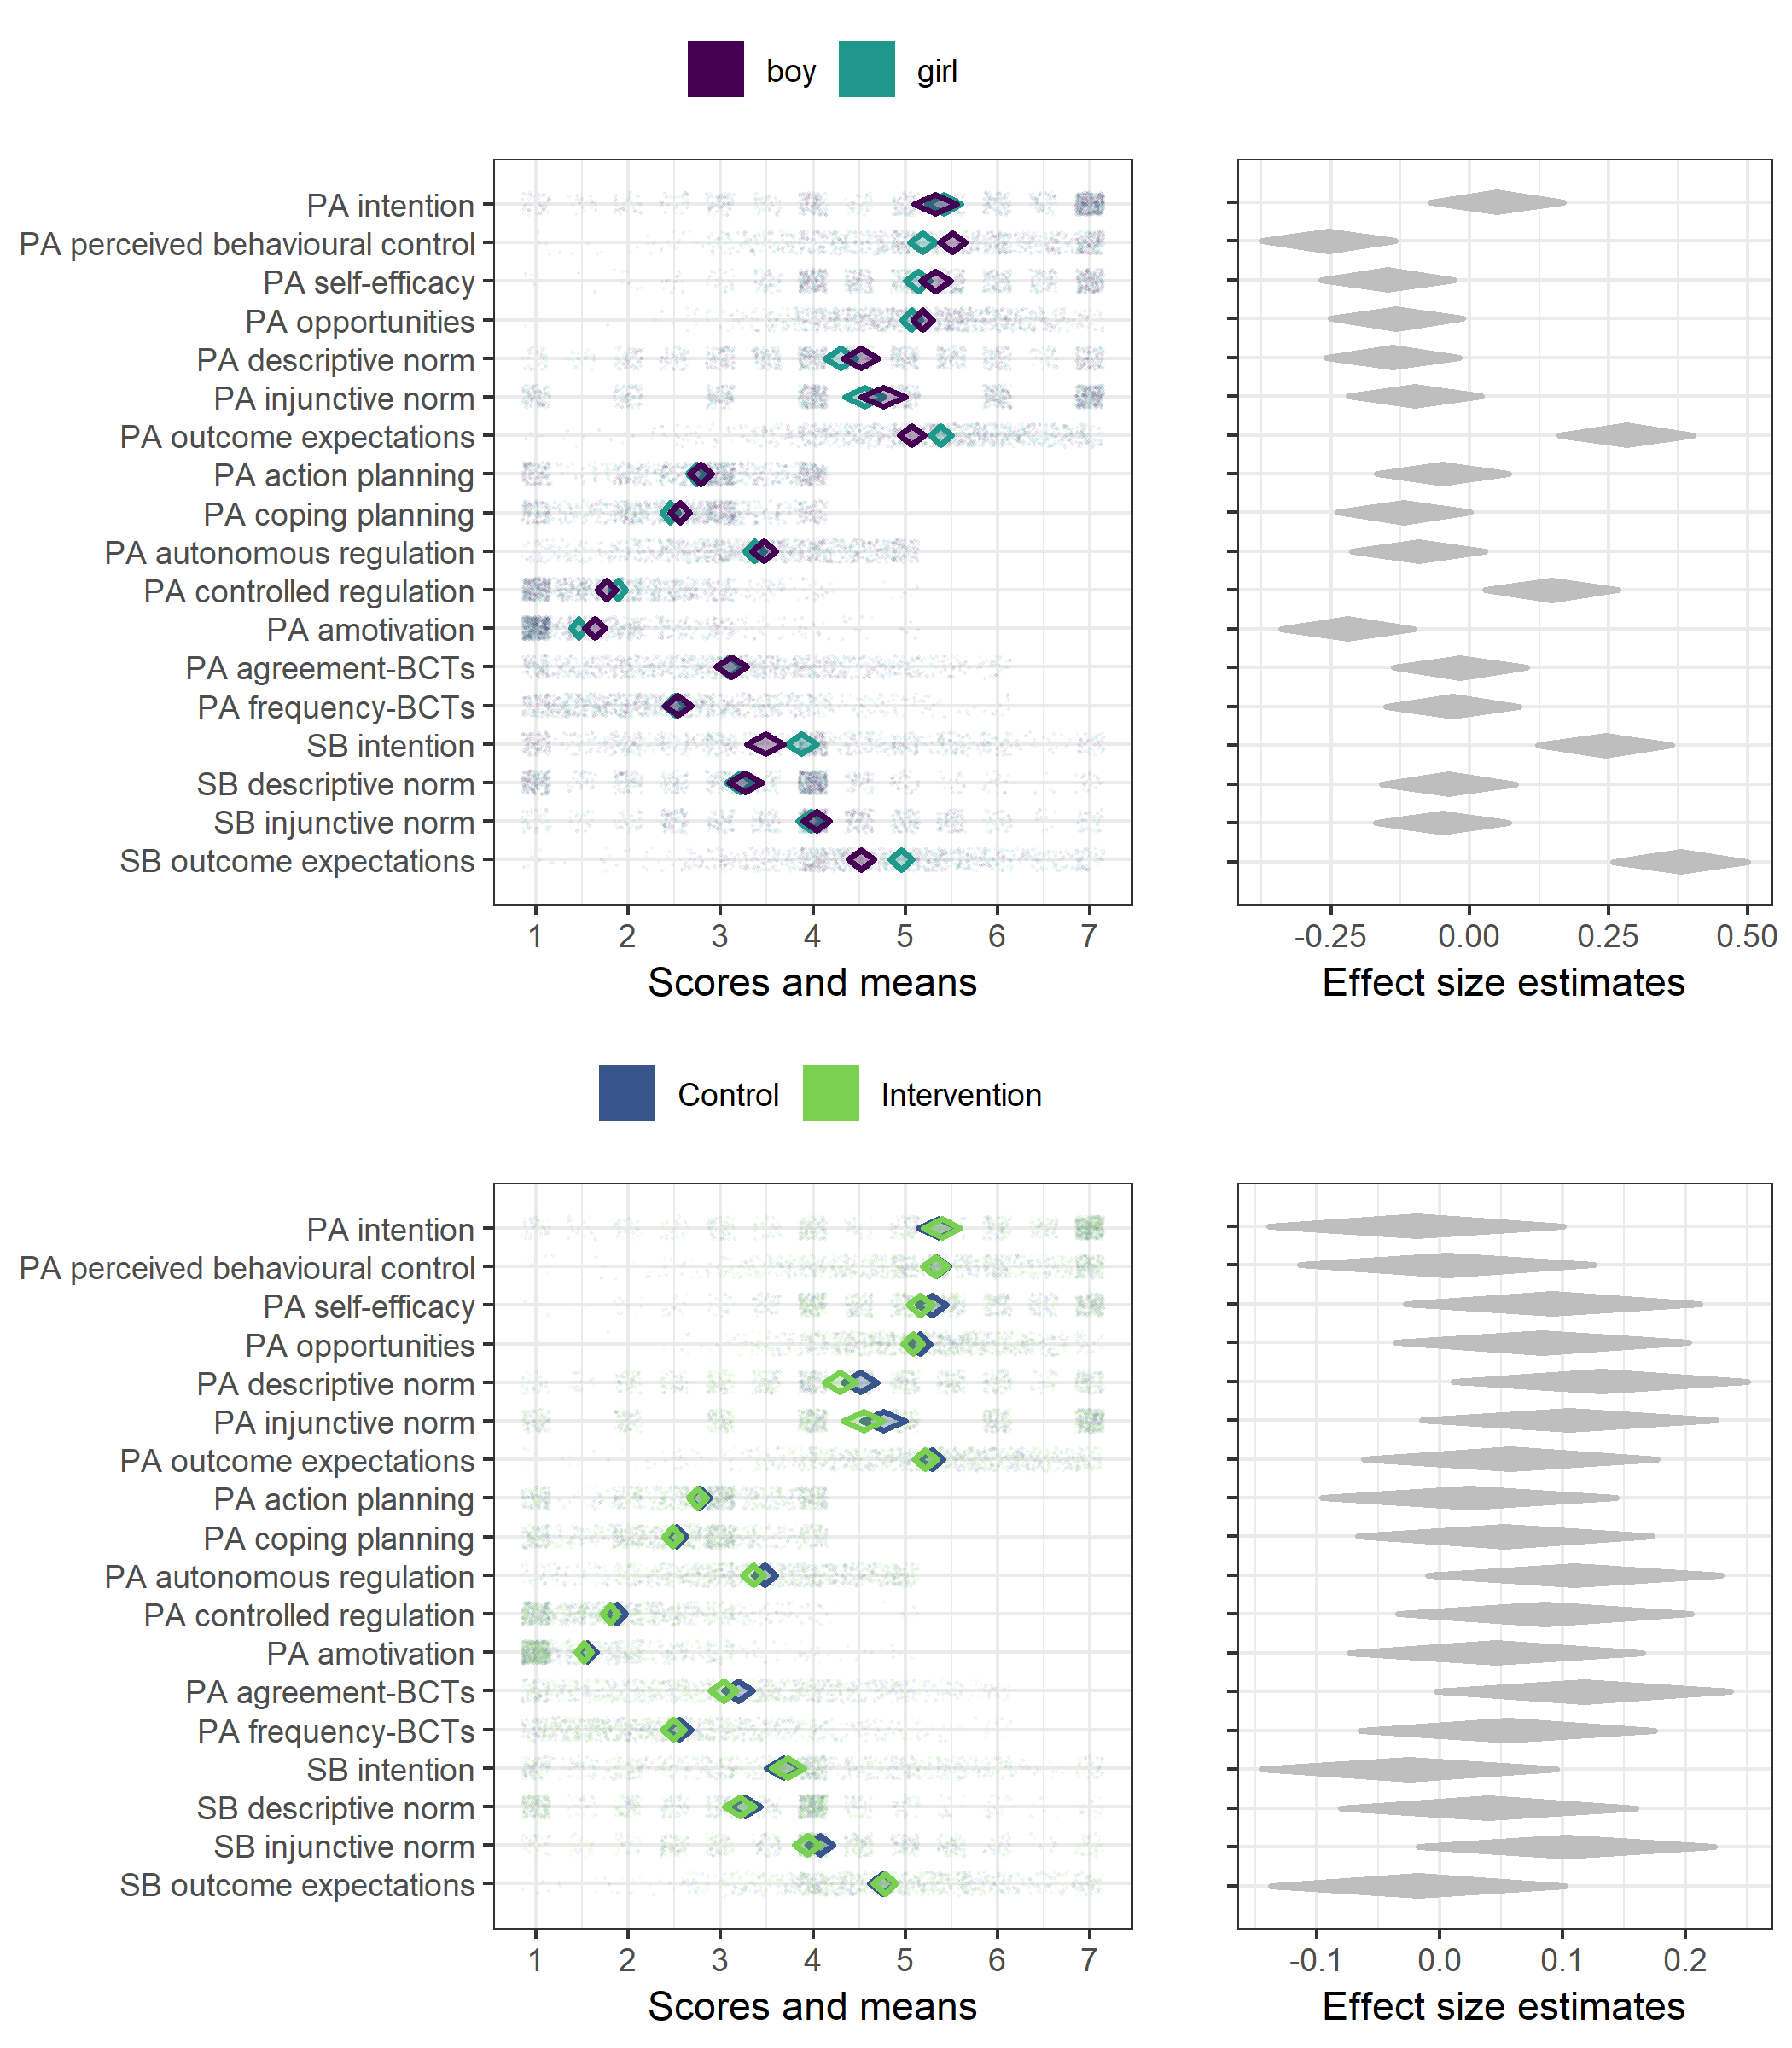 boy girl
PA intention
PA perceived behavioural control
PA self-efficacy
PA opportunities
PA descriptive norm
PA injunctive norm
PA outcome expectations
PA action planning
PA coping planning
PA autonomous regulation
PA controlled regulation
PA amotivation
PA agreement-BCTs
PA frequency-BCTs
SB intention
SB descriptive norm
SB injunctive norm
SB outcome expectations
1 2 3 4 5 6 7
Scores and means
-0.25 0.00 0.25 0.50
Effect size estimates
Control Intervention
PA intention
PA perceived behavioural control
PA self-efficacy
PA opportunities
PA descriptive norm
PA injunctive norm
PA outcome expectations
PA action planning
PA coping planning
PA autonomous regulation
PA controlled regulation
PA amotivation
PA agreement-BCTs
PA frequency-BCTs
SB intention
SB descriptive norm
SB injunctive norm
SB outcome expectations
1 2 3 4 5 6 7
Scores and means
-0.1 0.0 0.1 0.2
Effect size estimates